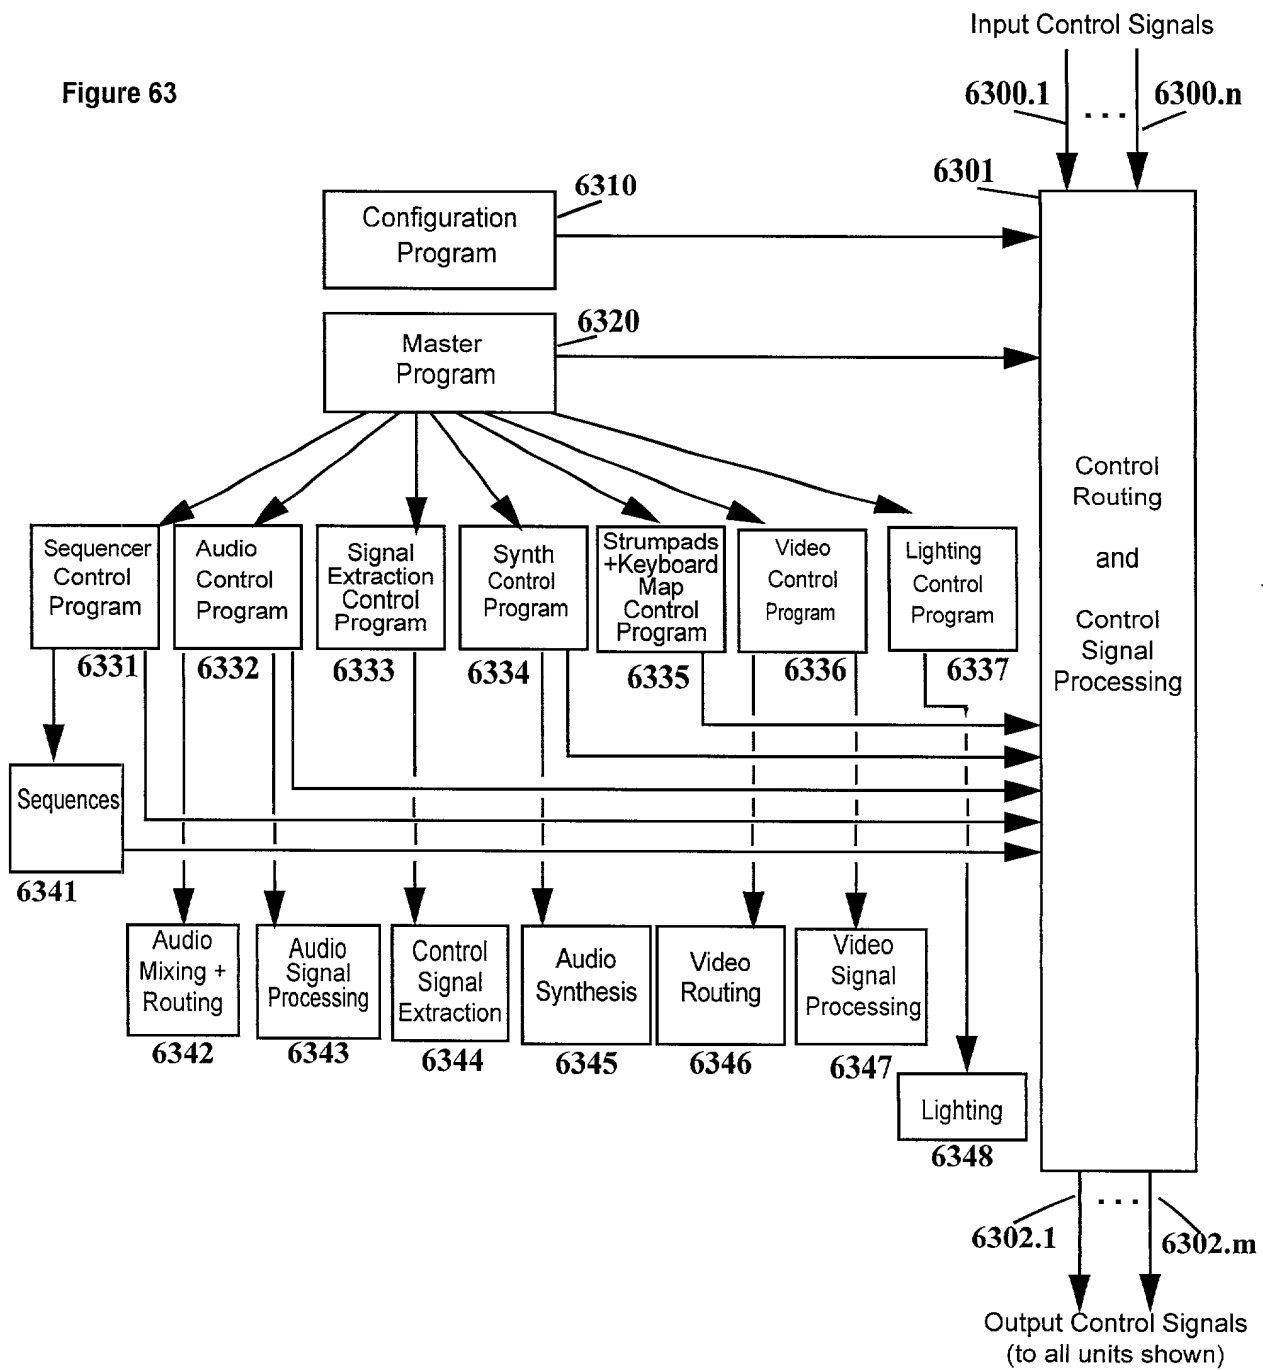 Input Control Signals
Figure 63
6300.1
...
6300.n
6301
6310
Configuration
Program
6320
Master
Program
Control
Routing
and
Control
Signal
Processing
Sequencer
Control
Program
Audio
Control
Program
Signal
Extraction
Control
Program
Synth
Control
Program
Strumpads
+Keyboard
Map
Control
Program
Video
Control
Program
Lighting
Control
Program
6331
6332
6333
6334
6335
6336
6337
Sequences
6341
Audio
Mixing +
Routing
Audio
Signal
Processing
Control
Signal
Extraction
Audio
Synthesis
Video
Routing
Video
Signal
Processing
6342
6343
6344
6345
6346
6347
Lighting
6348
...
6302.1
6302.m
Output Control Signals
(to all units shown)